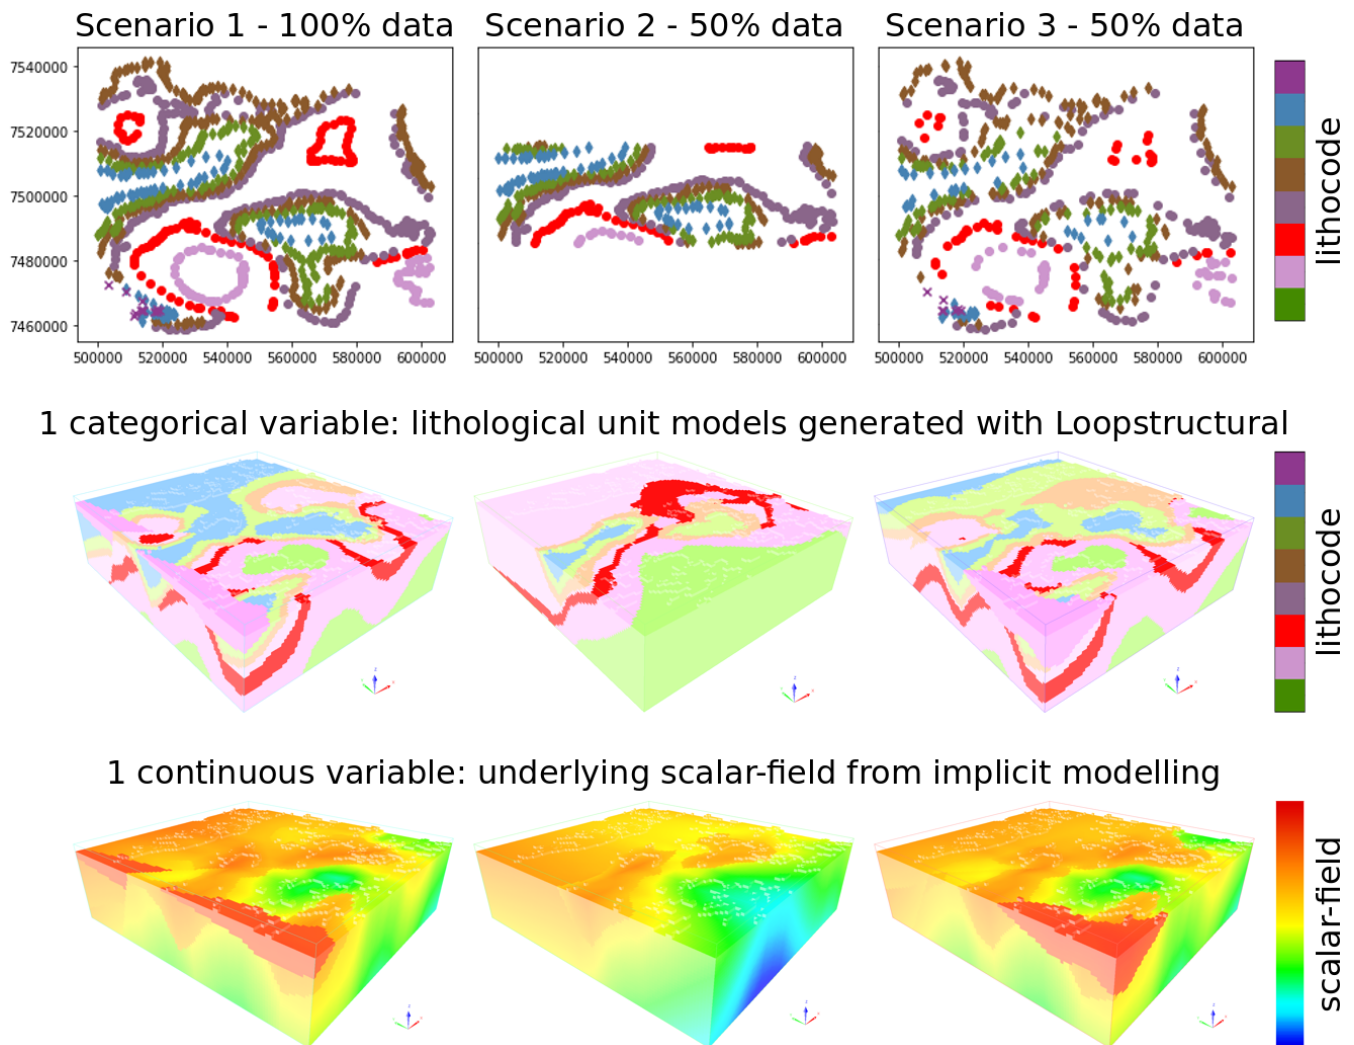 Scenario 1 - 100% data
Scenario 2 - 50% data
Scenario 3 - 50% data
7540000
7520000
7500000
7480000
7460000
500000 520000 540000 560000 580000 600000
500000 520000 540000 560000 580000 600000
500000 520000 540000 560000 580000 600000
lithocode
1 categorical variable: lithological unit models generated with Loopstructural
lithocode
1 continuous variable: underlying scalar-field from implicit modelling
scalar-field